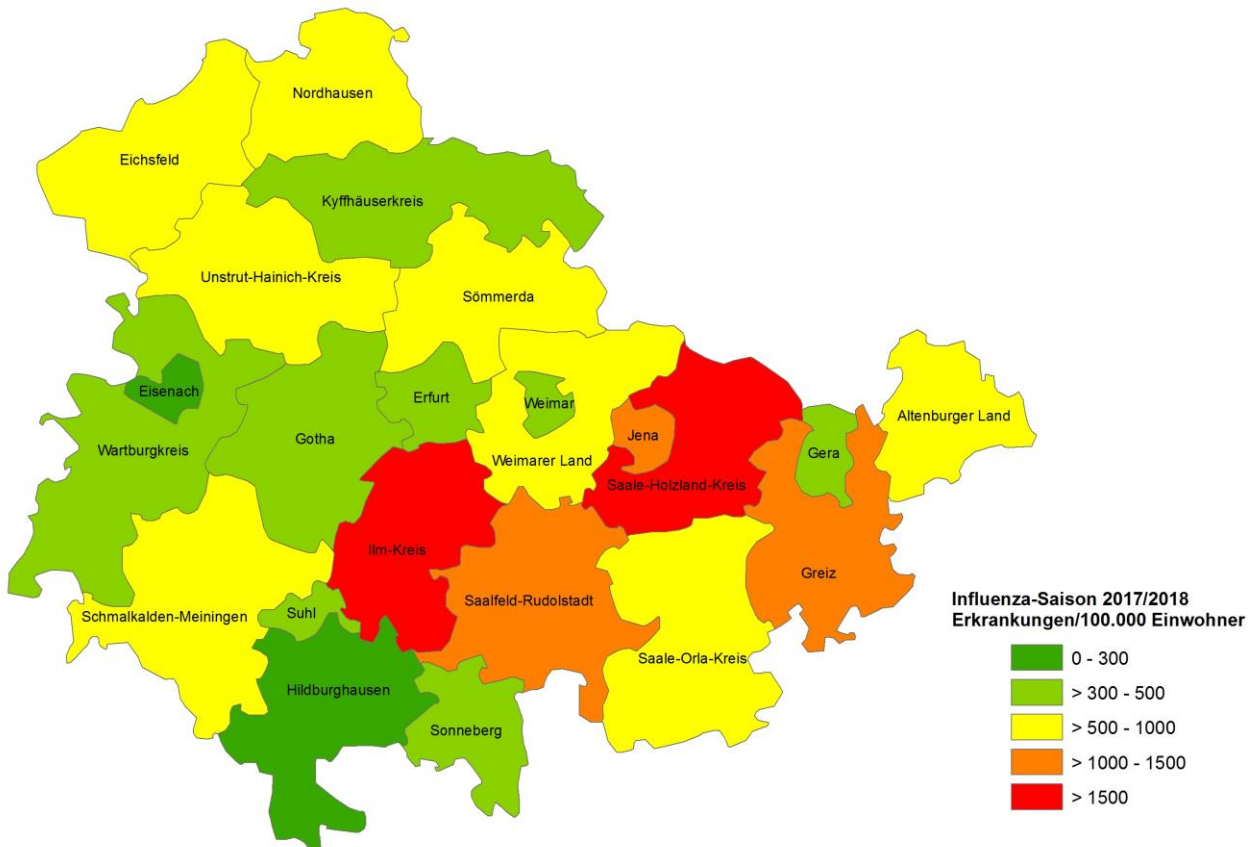 Nordhausen
Eichsfeld
Kyffhäuserkreis
Unstrut-Hainich-Kreis
Sömmerda
Eisenach
Erfurt
Weimar
Altenburger Land
Gotha
Jena
Wartburgkreis
Gera
Weimarer Land
Saale-Holzland-Kreis
Ilm-Kreis
Greiz
Saalfeld-Rudolstadt
Suhl
Schmalkalden-Meiningen
Saale-Orla-Kreis
Hildburghausen
Sonneberg
Influenza-Saison 2017/2018
Erkrankungen/100.000 Einwohner
0 - 300
> 300 - 500
> 500 - 1000
> 1000 - 1500
> 1500